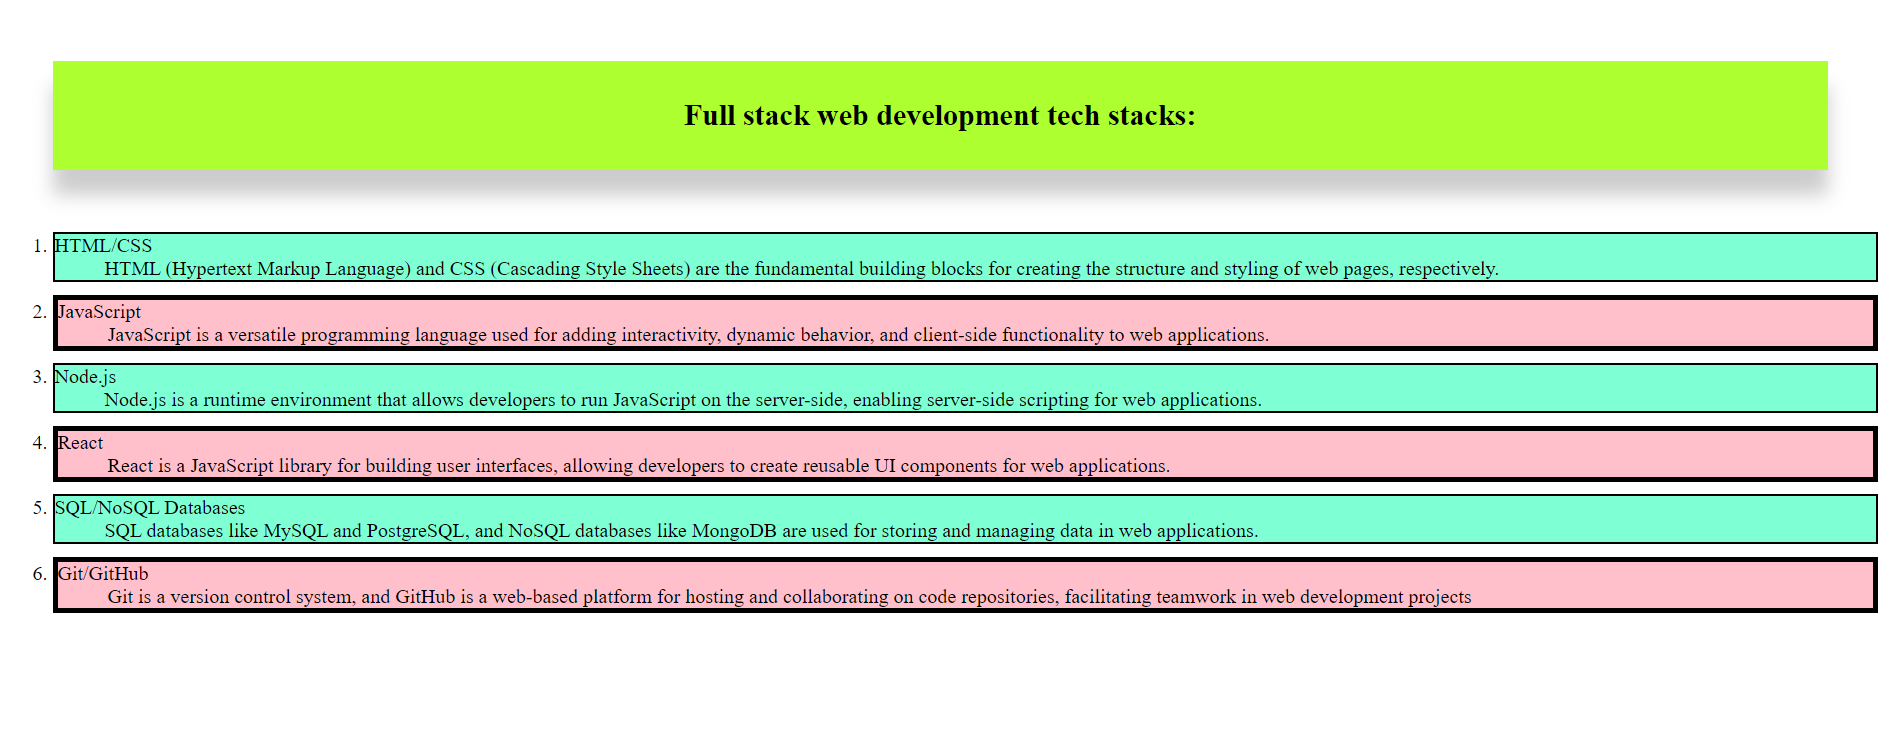 Full stack web development tech stacks:
1. HTML/CSS
HTML (Hypertext Markup Language) and CSS (Cascading Style Sheets) are the fundamental building blocks for creating the structure and styling of web pages, respectively.
2. JavaScript
JavaScript is a versatile programming language used for adding interactivity, dynamic behavior, and client-side functionality to web applications.
3. Node.js
Node.js is a runtime environment that allows developers to run JavaScript on the server-side, enabling server-side scripting for web applications.
4. React
React is a JavaScript library for building user interfaces, allowing developers to create reusable UI components for web applications.
5. SQL/NoSQL Databases
SQL databases like MySQL and PostgreSQL, and NoSQL databases like MongoDB are used for storing and managing data in web applications.
6. Git/GitHub
Git is a version control system, and GitHub is a web-based platform for hosting and collaborating on code repositories, facilitating teamwork in web development projects